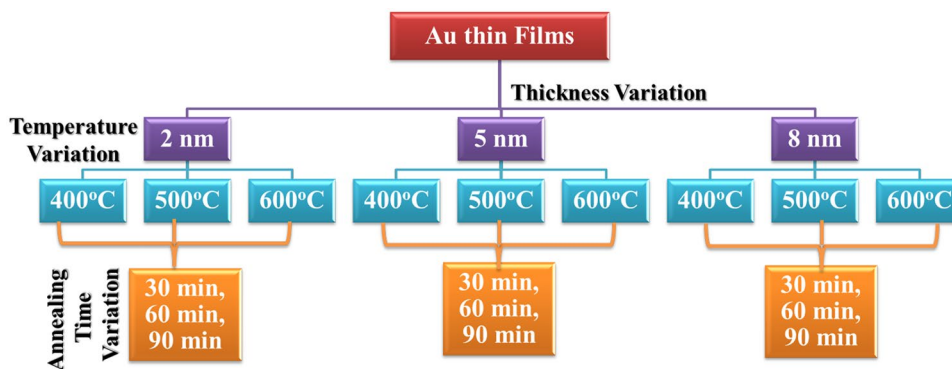 Au thin Films
Thickness Variation
Temperature
Variation
2 nm
5 nm
8 nm
400°C
500°C
600°C
400°C
500°C
600°C
400°C
500°C
600°C
Annealing
Time
Variation
30 min,
60 min,
90 min
30 min,
60 min,
90 min
30 min,
60 min,
90 min